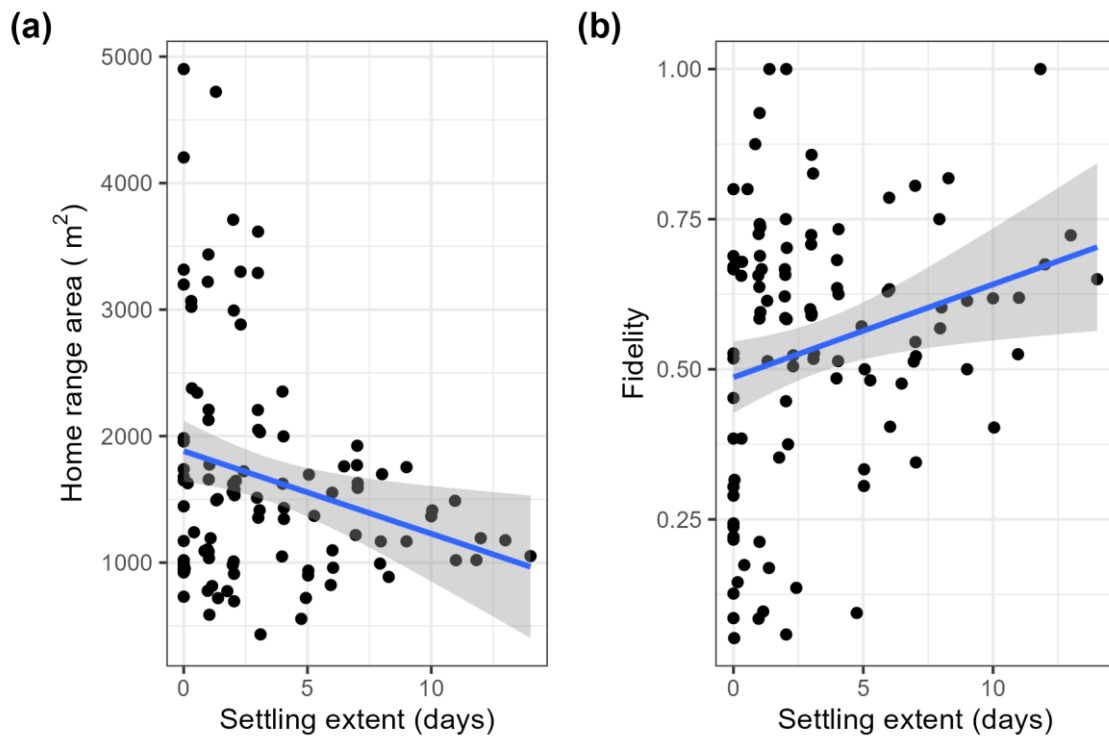 (a)
Home range area ( m²)
5000
4000
3000
2000
1000
0 5 10
Settling extent (days)
(b)
Fidelity
1.00
0.75
0.50
0.25
0 5 10
Settling extent (days)